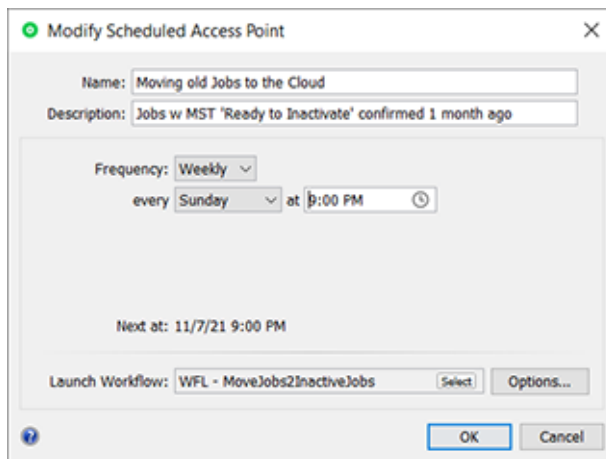 Modify Scheduled Access Point
Name: Moving old Jobs to the Cloud
Description: Jobs w MST 'Ready to Inactivate' confirmed 1 month ago
Frequency: Weekly
every Sunday at 9:00 PM
Next at: 11/7/21 9:00 PM
Launch Workflow: WFL - MoveJobs2InactiveJobs Select Options...
? OK Cancel